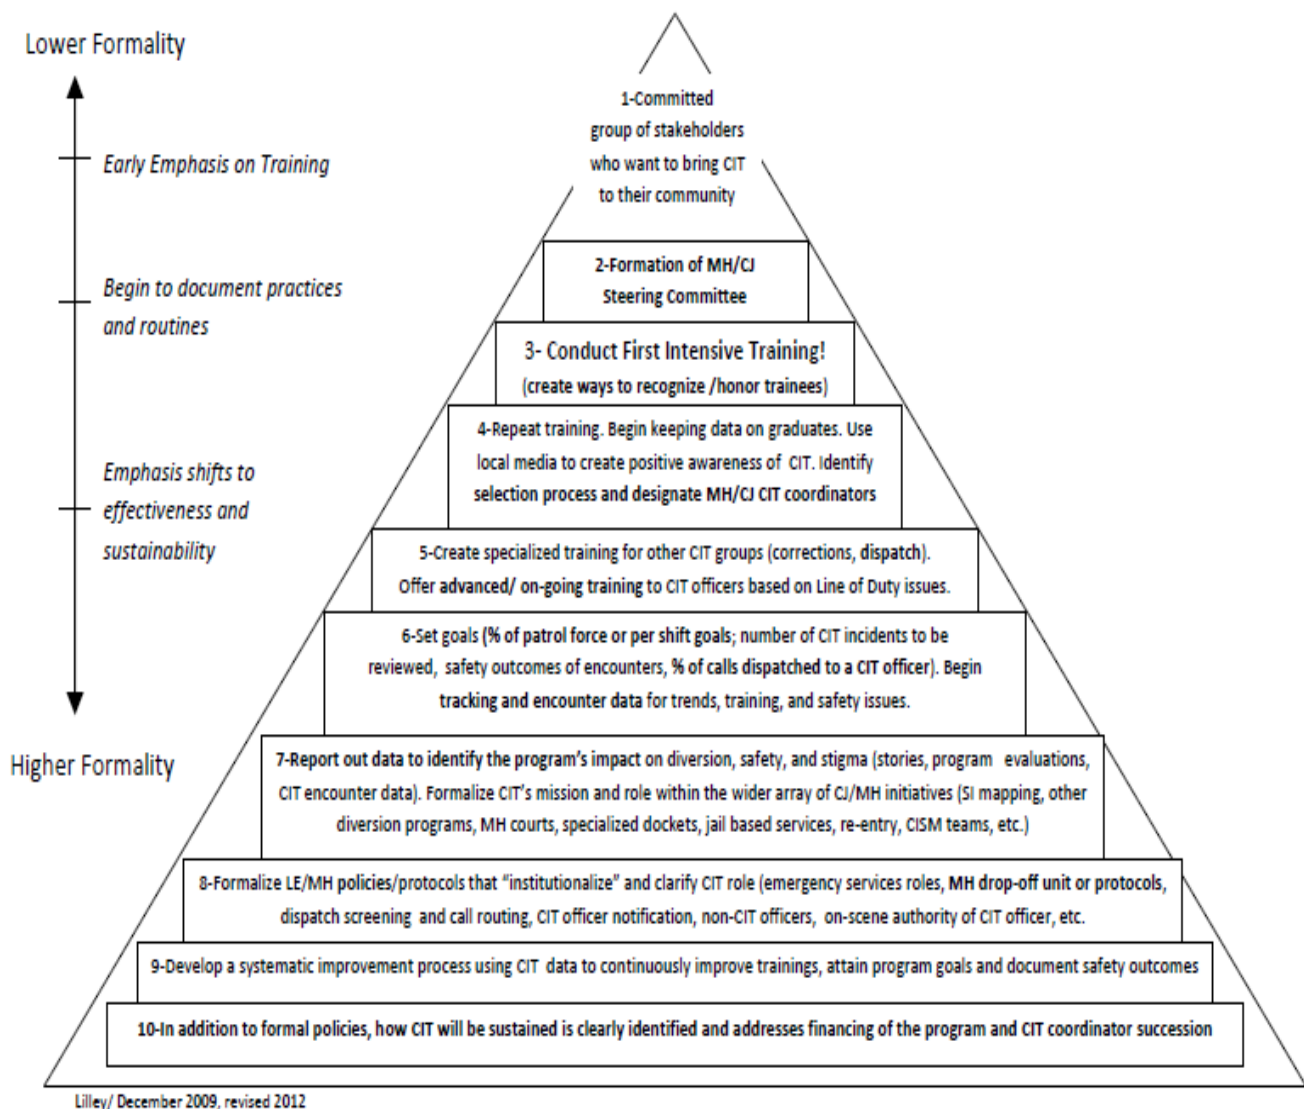 Lower Formality
Early Emphasis on Training
Begin to document practices
and routines
Emphasis shifts to
effectiveness and
sustainability
Higher Formality
1-Committed
group of stakeholders
who want to bring CIT
to their community
2-Formation of MH/CJ
Steering Committee
3- Conduct First Intensive Training!
(create ways to recognize /honor trainees)
4-Repeat training. Begin keeping data on graduates. Use
local media to create positive awareness of CIT. Identify
selection process and designate MH/CJ CIT coordinators
5-Create specialized training for other CIT groups (corrections, dispatch).
Offer advanced/ on-going training to CIT officers based on Line of Duty issues.
6-Set goals (% of patrol force or per shift goals; number of CIT incidents to be
reviewed, safety outcomes of encounters, % of calls dispatched to a CIT officer). Begin
tracking and encounter data for trends, training, and safety issues.
7-Report out data to identify the program's impact on diversion, safety, and stigma (stories, program evaluations,
CIT encounter data). Formalize CIT's mission and role within the wider array of CJ/MH initiatives (SI mapping, other
diversion programs, MH courts, specialized dockets, jail based services, re-entry, CISM teams, etc.)
8-Formalize LE/MH policies/protocols that "institutionalize" and clarify CIT role (emergency services roles, MH drop-off unit or protocols,
dispatch screening and call routing, CIT officer notification, non-CIT officers, on-scene authority of CIT officer, etc.
9-Develop a systematic improvement process using CIT data to continuously improve trainings, attain program goals and document safety outcomes
10-In addition to formal policies, how CIT will be sustained is clearly identified and addresses financing of the program and CIT coordinator succession
Lilley/ December 2009, revised 2012